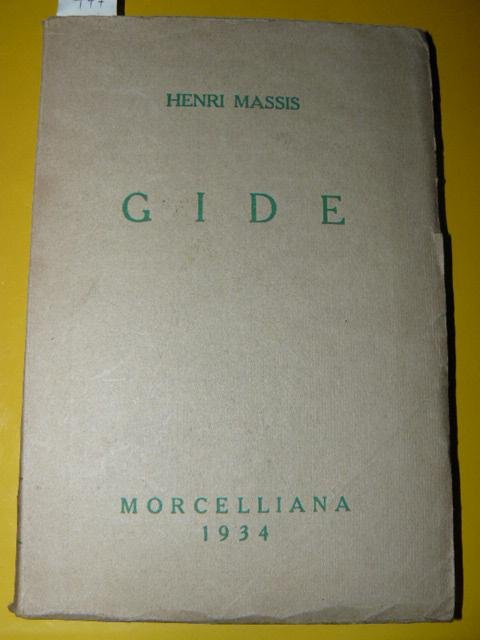 HENRI MASSIS
GIDE
MORCELLIANA
1934